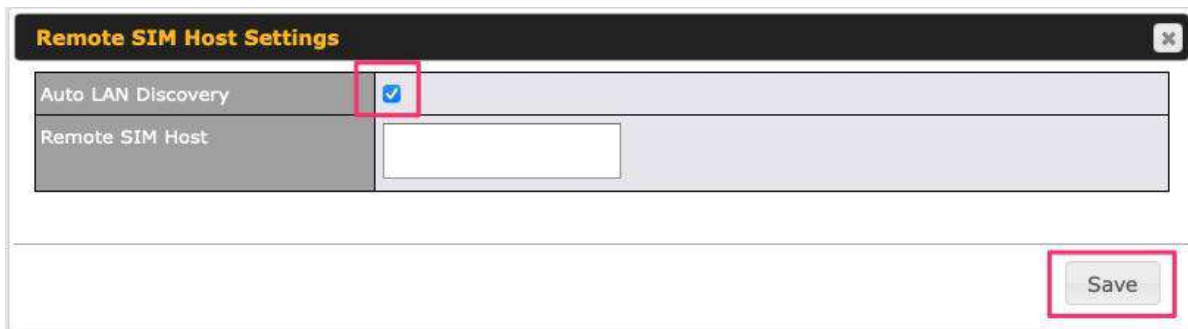 Remote SIM Host Settings
Auto LAN Discovery
Remote SIM Host
Save